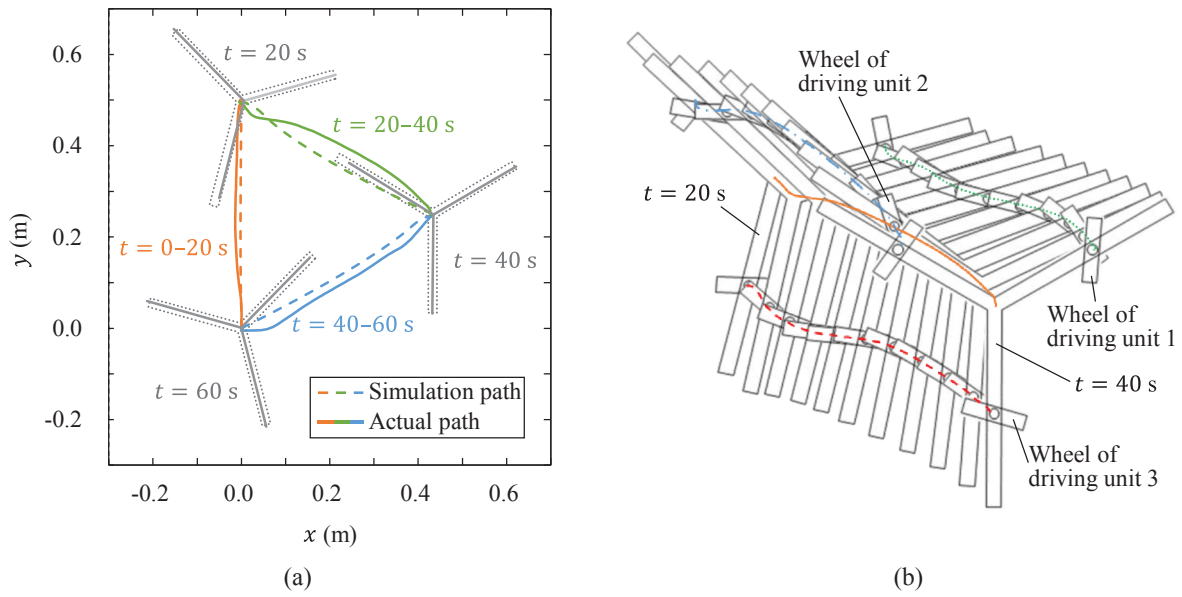 0.6
0.4
0.2
0.0
-0.2
y (m)
-0.2
0.0
0.2
0.4
0.6
x (m)
t = 20 s
t = 20–40 s
t = 0–20 s
t = 40 s
t = 40–60 s
t = 60 s
Simulation path
Actual path
(a)
Wheel of
driving unit 2
t = 20 s
Wheel of
driving unit 1
t = 40 s
Wheel of
driving unit 3
(b)